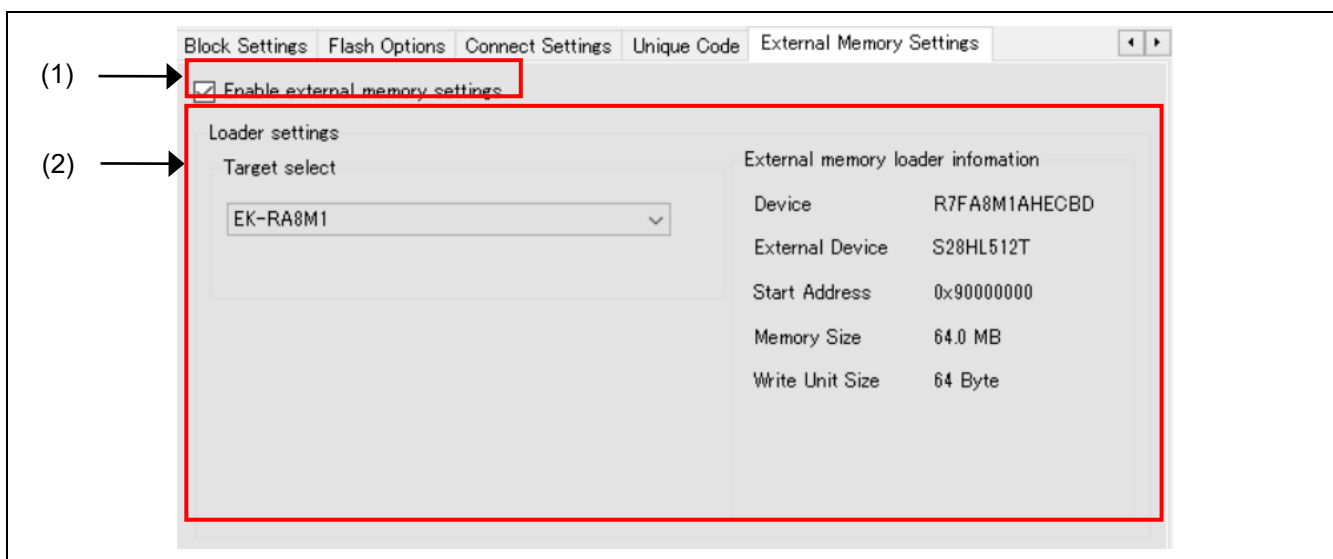 Block Settings Flash Options Connect Settings Unique Code External Memory Settings
(1)
Enable external memory settings
(2)
Loader settings
Target select
EK-RA8M1
External memory loader infomation
Device R7FA8M1AHECBD
External Device S28HL512T
Start Address 0x90000000
Memory Size 64.0 MB
Write Unit Size 64 Byte